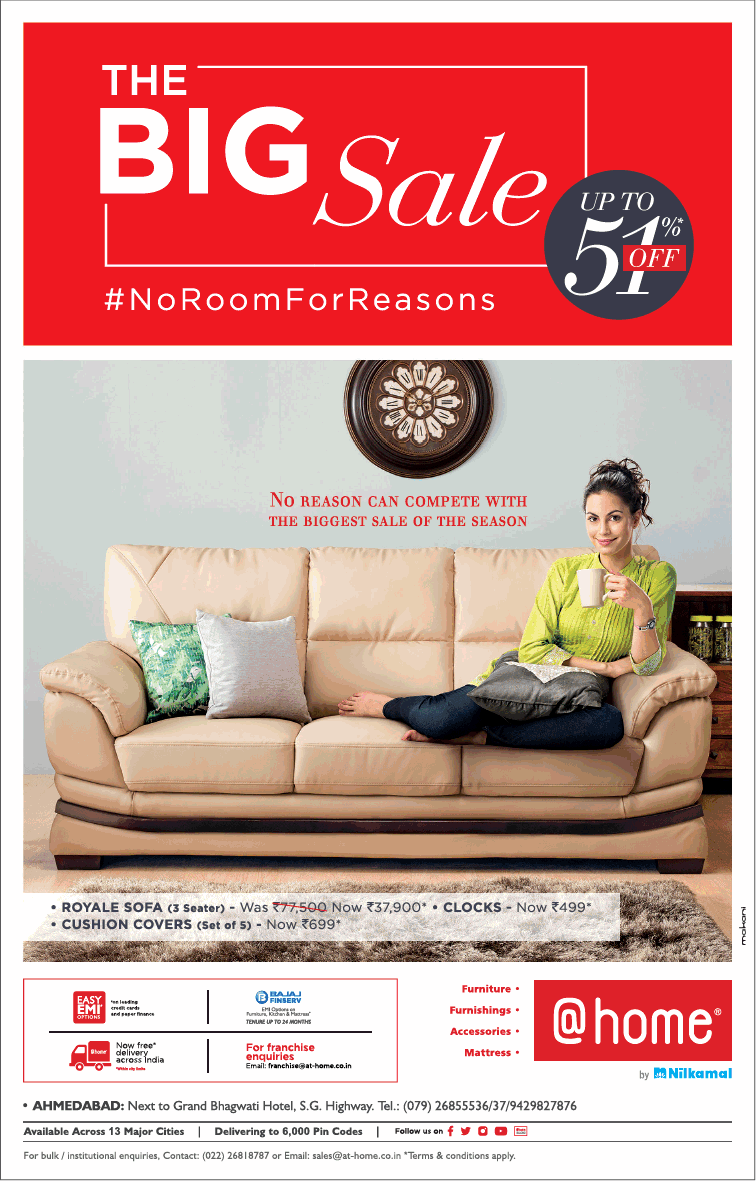 THE
BIG Sale
UP TO
51%*
OFF
#NoRoomForReasons
No reason can compete with
the biggest sale of the season
• ROYALE SOFA (3 Seater) - Was ₹77,500 Now ₹37,900* • CLOCKS - Now ₹499*
• CUSHION COVERS (Set of 5) - Now ₹699*
makani
EASY
EMI*
OPTIONS
*on leading
credit cards
and paper finance
BAJAJ
FINSERV
EMI Options on
Furniture, Kitchen & Mattress*
TENURE UP TO 24 MONTHS
@home
Now free*
delivery
across India
*Within city limits
For franchise
enquiries
Email: franchise@at-home.co.in
Furniture •
Furnishings •
Accessories •
Mattress •
@home®
by Nilkamal
• AHMEDABAD: Next to Grand Bhagwati Hotel, S.G. Highway. Tel.: (079) 26855536/37/9429827876
Available Across 13 Major Cities | Delivering to 6,000 Pin Codes | Follow us on
For bulk / institutional enquiries, Contact: (022) 26818787 or Email: sales@at-home.co.in *Terms & conditions apply.